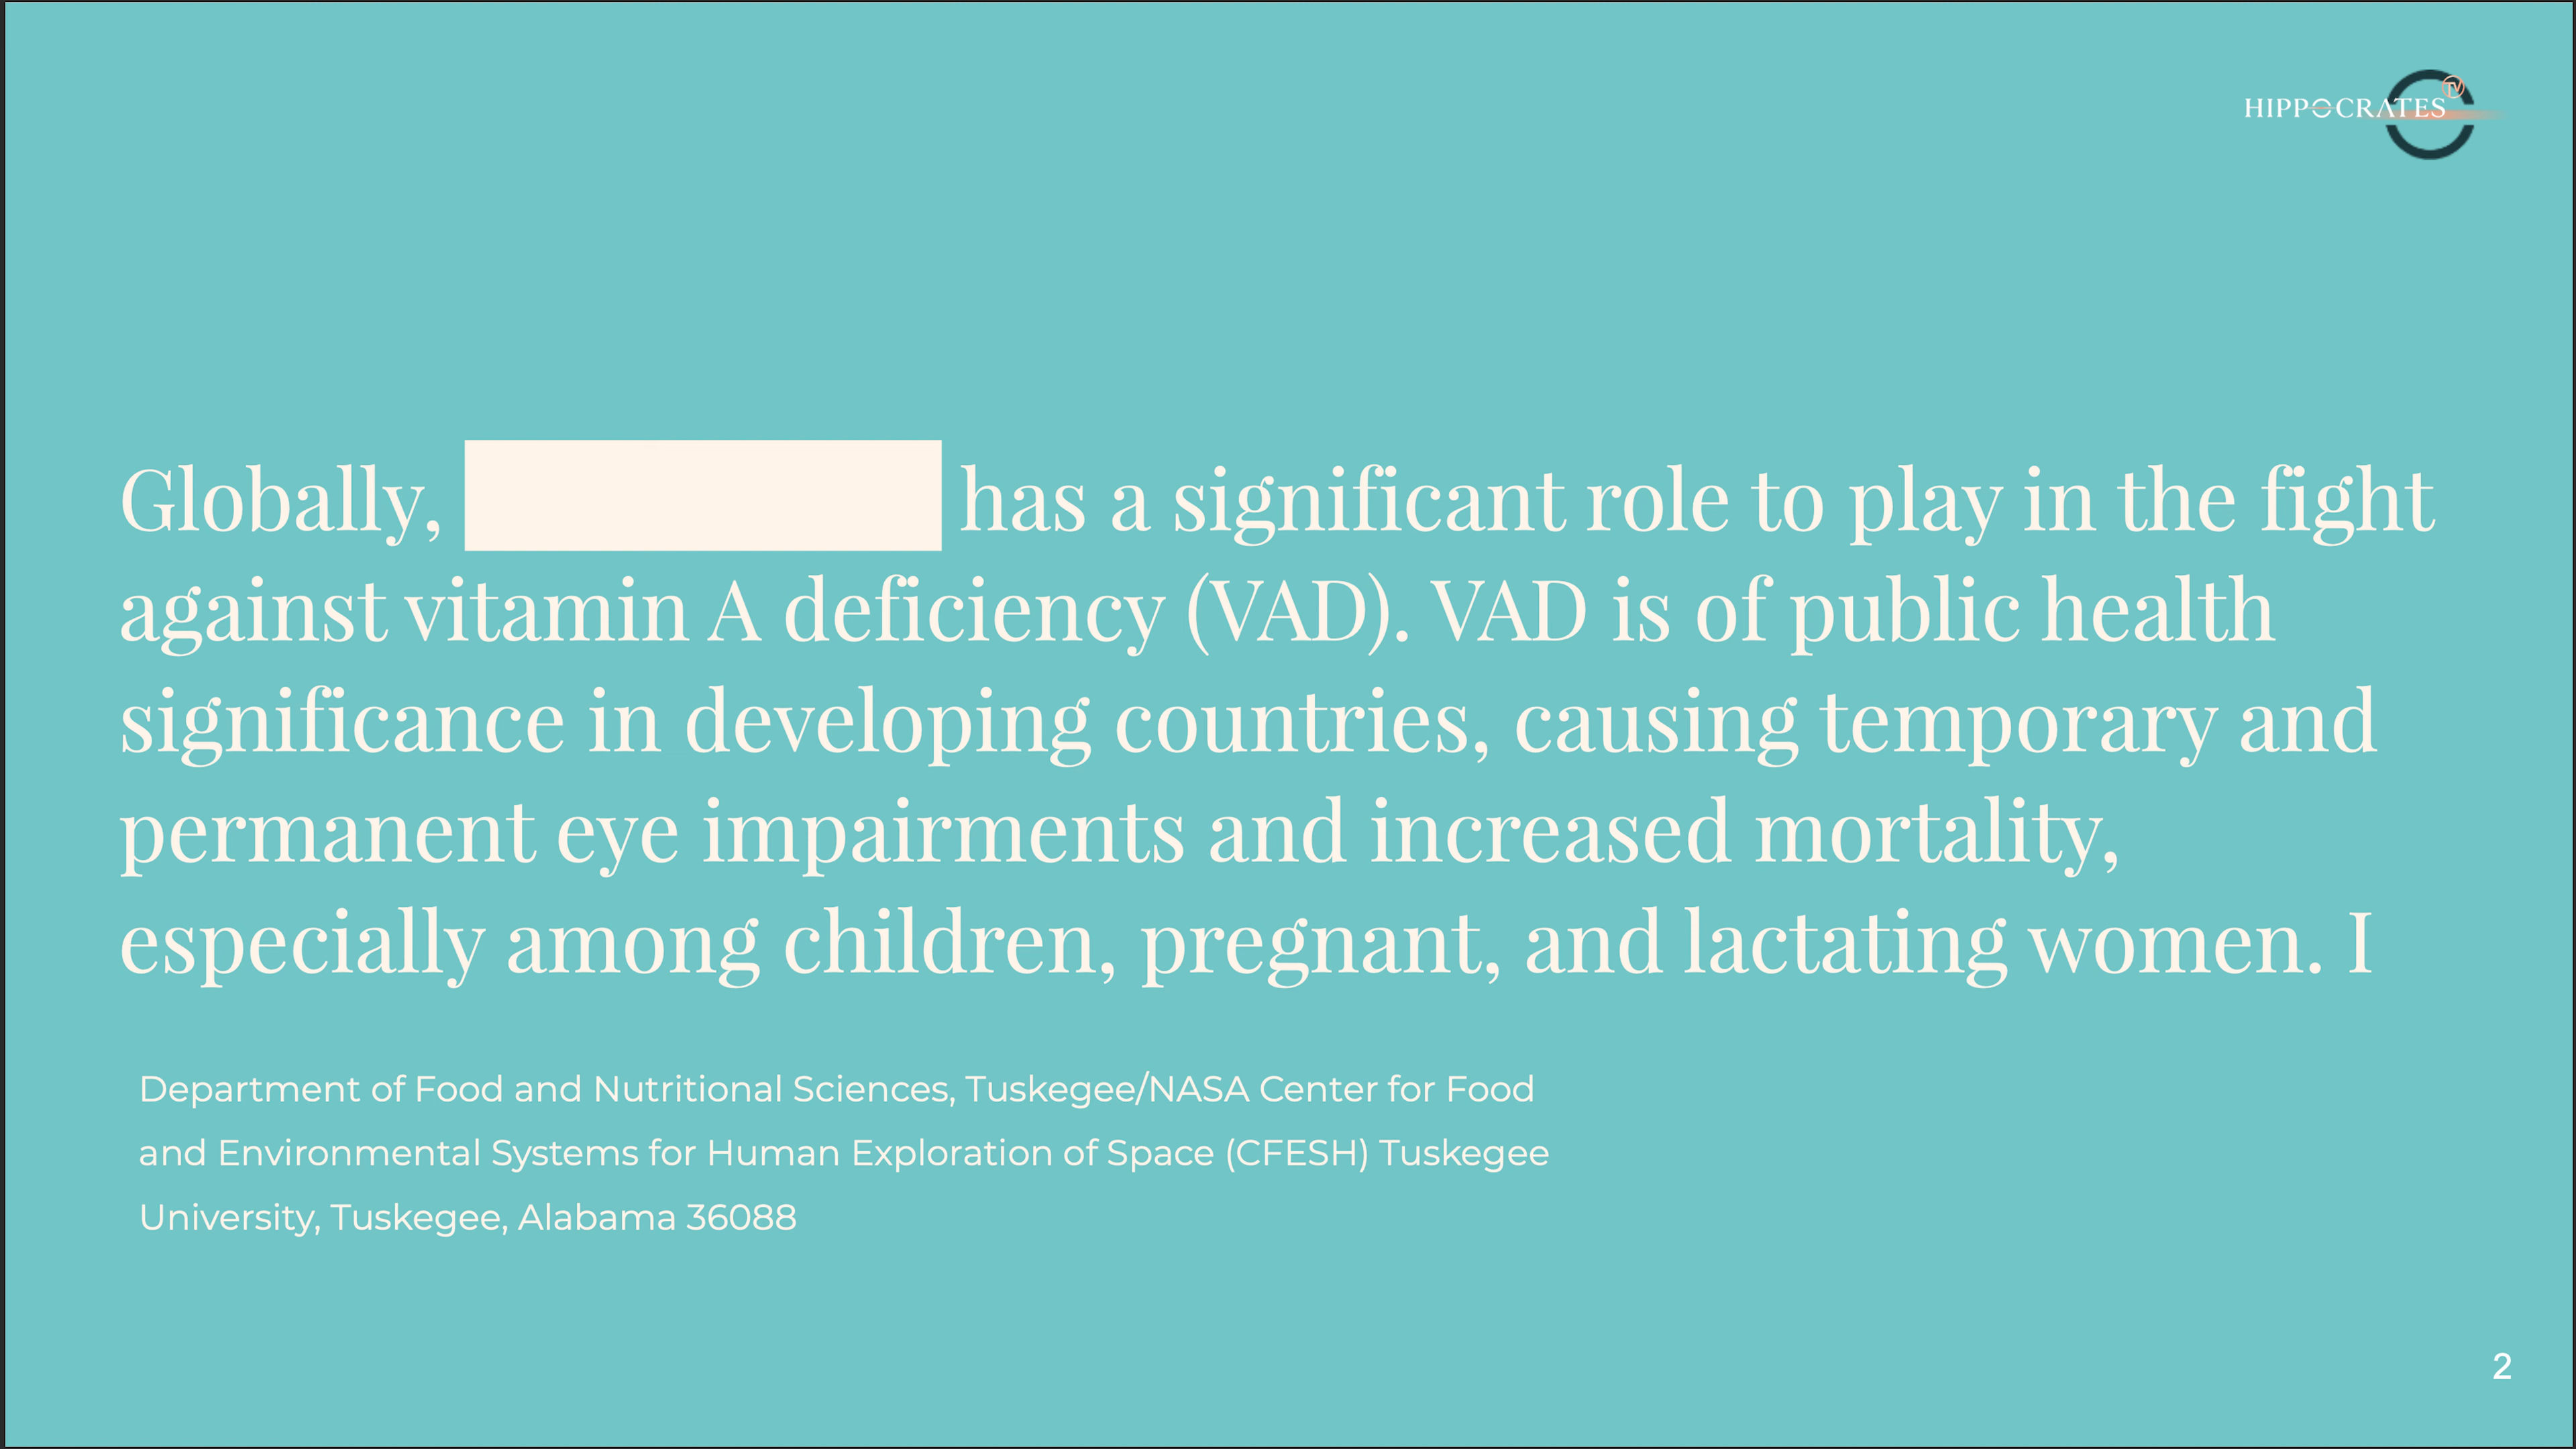 HIPPOCRATES TV
Globally, has a significant role to play in the fight
against vitamin A deficiency (VAD). VAD is of public health
significance in developing countries, causing temporary and
permanent eye impairments and increased mortality,
especially among children, pregnant, and lactating women. I
Department of Food and Nutritional Sciences, Tuskegee/NASA Center for Food
and Environmental Systems for Human Exploration of Space (CFESH) Tuskegee
University, Tuskegee, Alabama 36088
2